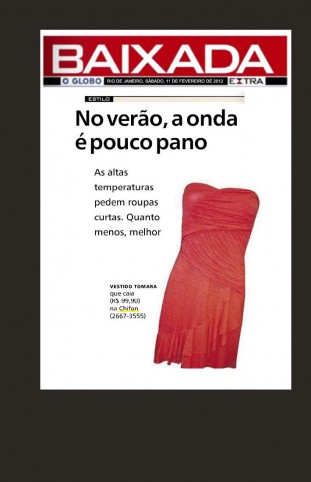 BAIXADA
O GLOBO RIO DE JANEIRO, SÁBADO, 11 DE FEVEREIRO DE 2012 EXTRA
ESTILO
No verão, a onda
é pouco pano
As altas
temperaturas
pedem roupas
curtas. Quanto
menos, melhor
VESTIDO TOMARA
que caia
(R$ 99,90)
na Chifon
(2667-3555)